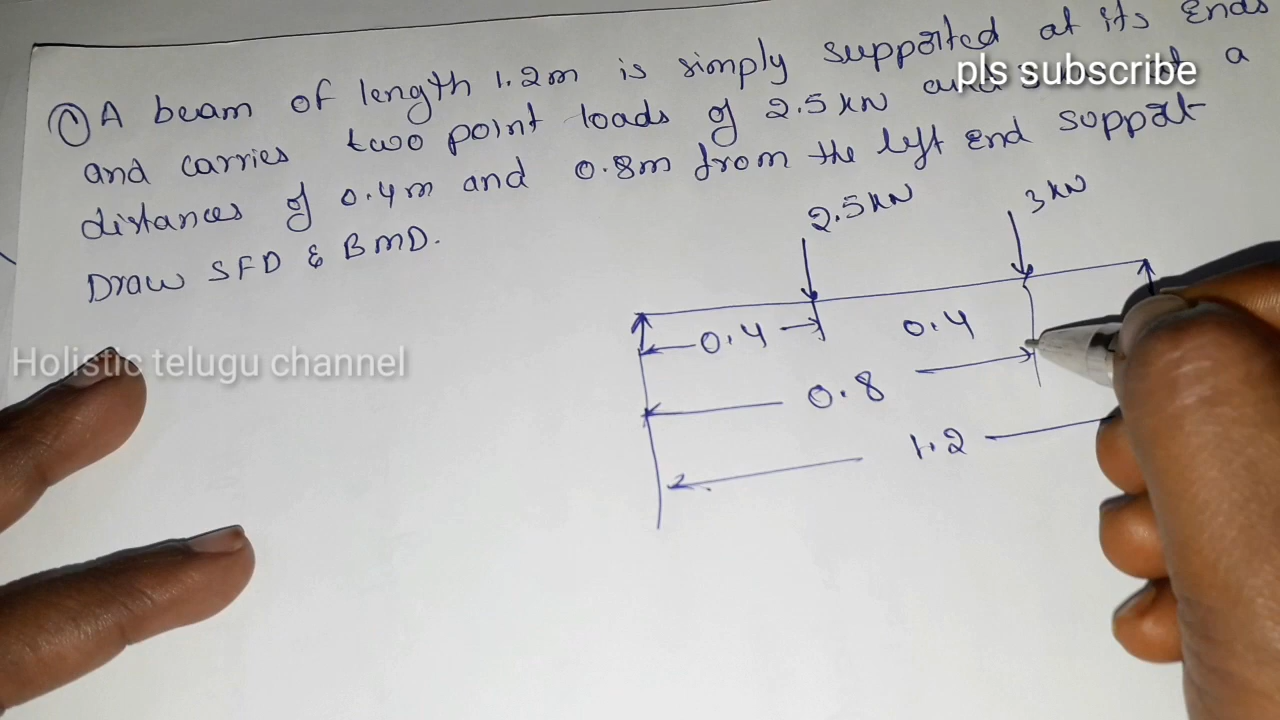 ① A beam of length 1.2m is simply supported at its Ends
and carries two point loads of 2.5 KN and at a
distances of 0.4m and 0.8m from the left End support
Draw SFD & BMD.
pls subscribe
2.5 KN
3 KN
0.4
0.4
Holistic telugu channel
0.8
1.2